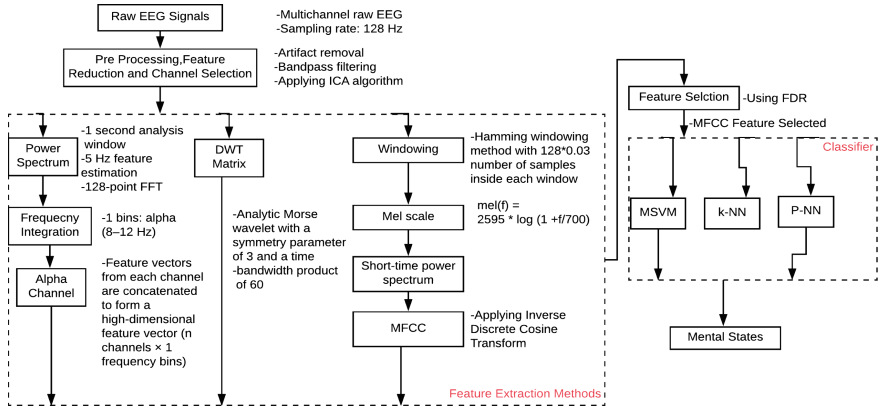 Raw EEG Signals
-Multichannel raw EEG
-Sampling rate: 128 Hz
Pre Processing,Feature
Reduction and Channel Selection
-Artifact removal
-Bandpass filtering
-Applying ICA algorithm
Power
Spectrum
-1 second analysis
window
-5 Hz feature
estimation
-128-point FFT
Frequecny
Integration
-1 bins: alpha
(8–12 Hz)
Alpha
Channel
-Feature vectors
from each channel
are concatenated
to form a
high-dimensional
feature vector (n
channels × 1
frequency bins)
DWT
Matrix
-Analytic Morse
wavelet with a
symmetry parameter
of 3 and a time
-bandwidth product
of 60
Windowing
-Hamming windowing
method with 128*0.03
number of samples
inside each window
Mel scale
mel(f) =
2595 * log (1 +f/700)
Short-time power
spectrum
MFCC
-Applying Inverse
Discrete Cosine
Transform
Feature Extraction Methods
Feature Selction
-Using FDR
-MFCC Feature Selected
Classifier
MSVM
k-NN
P-NN
Mental States